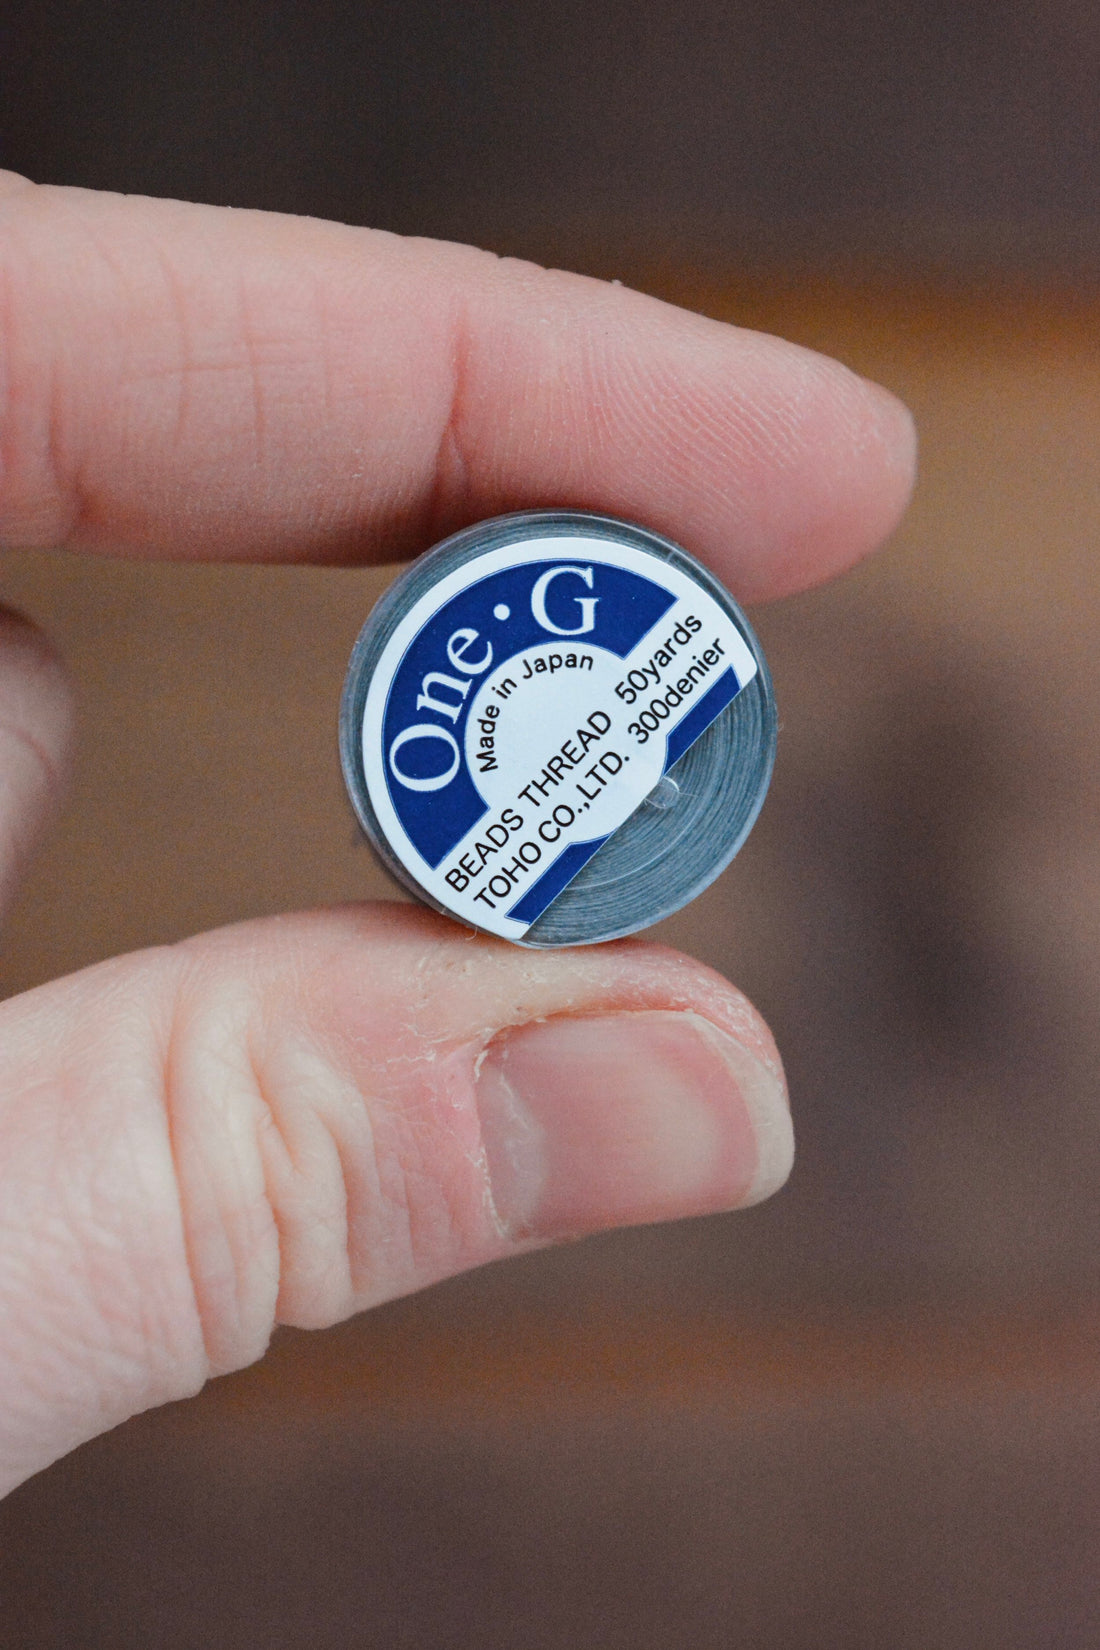 One·G
Made in Japan
BEADS THREAD 50yards
TOHO CO.,LTD. 300denier